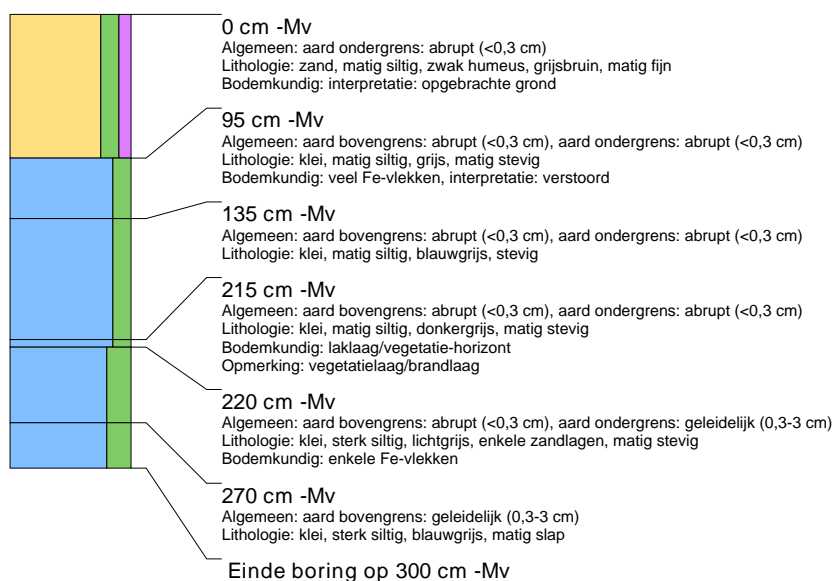 0 cm -Mv
Algemeen: aard ondergrens: abrupt (<0,3 cm)
Lithologie: zand, matig siltig, zwak humeus, grijsbruin, matig fijn
Bodemkundig: interpretatie: opgebrachte grond
95 cm -Mv
Algemeen: aard bovengrens: abrupt (<0,3 cm), aard ondergrens: abrupt (<0,3 cm)
Lithologie: klei, matig siltig, grijs, matig stevig
Bodemkundig: veel Fe-vlekken, interpretatie: verstoord
135 cm -Mv
Algemeen: aard bovengrens: abrupt (<0,3 cm), aard ondergrens: abrupt (<0,3 cm)
Lithologie: klei, matig siltig, blauwgrijs, stevig
215 cm -Mv
Algemeen: aard bovengrens: abrupt (<0,3 cm), aard ondergrens: abrupt (<0,3 cm)
Lithologie: klei, matig siltig, donkergrijs, matig stevig
Bodemkundig: laklaag/vegetatie-horizont
Opmerking: vegetatielaag/brandlaag
220 cm -Mv
Algemeen: aard bovengrens: abrupt (<0,3 cm), aard ondergrens: geleidelijk (0,3-3 cm)
Lithologie: klei, sterk siltig, lichtgrijs, enkele zandlagen, matig stevig
Bodemkundig: enkele Fe-vlekken
270 cm -Mv
Algemeen: aard bovengrens: geleidelijk (0,3-3 cm)
Lithologie: klei, sterk siltig, blauwgrijs, matig slap
Einde boring op 300 cm -Mv